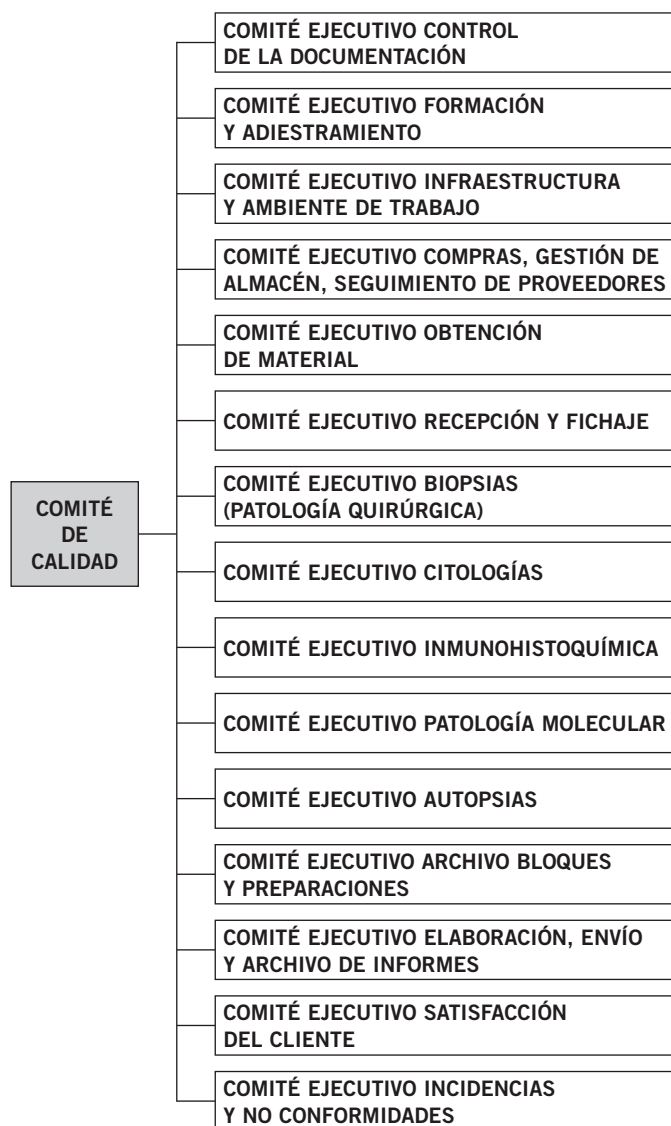 COMITÉ
DE
CALIDAD
COMITÉ EJECUTIVO CONTROL
DE LA DOCUMENTACIÓN
COMITÉ EJECUTIVO FORMACIÓN
Y ADIESTRAMIENTO
COMITÉ EJECUTIVO INFRAESTRUCTURA
Y AMBIENTE DE TRABAJO
COMITÉ EJECUTIVO COMPRAS, GESTIÓN DE
ALMACÉN, SEGUIMIENTO DE PROVEEDORES
COMITÉ EJECUTIVO OBTENCIÓN
DE MATERIAL
COMITÉ EJECUTIVO RECEPCIÓN Y FICHAJE
COMITÉ EJECUTIVO BIOPSIAS
(PATOLOGÍA QUIRÚRGICA)
COMITÉ EJECUTIVO CITOLOGÍAS
COMITÉ EJECUTIVO INMUNOHISTOQUÍMICA
COMITÉ EJECUTIVO PATOLOGÍA MOLECULAR
COMITÉ EJECUTIVO AUTOPSIAS
COMITÉ EJECUTIVO ARCHIVO BLOQUES
Y PREPARACIONES
COMITÉ EJECUTIVO ELABORACIÓN, ENVÍO
Y ARCHIVO DE INFORMES
COMITÉ EJECUTIVO SATISFACCIÓN
DEL CLIENTE
COMITÉ EJECUTIVO INCIDENCIAS
Y NO CONFORMIDADES